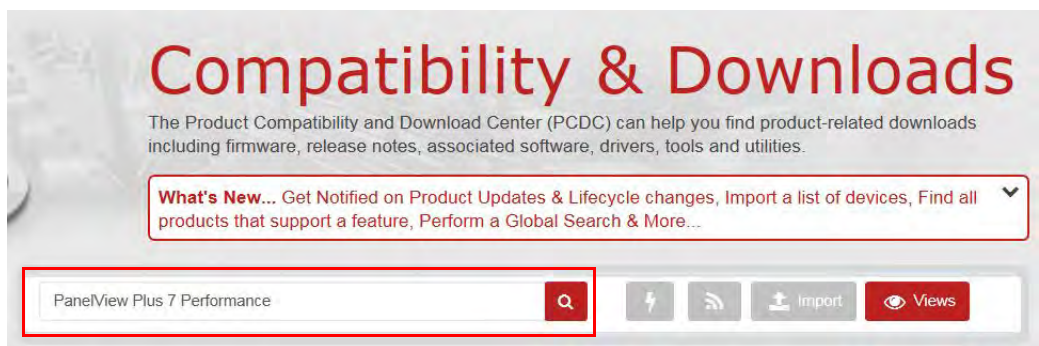 Compatibility & Downloads
The Product Compatibility and Download Center (PCDC) can help you find product-related downloads
including firmware, release notes, associated software, drivers, tools and utilities.
What's New... Get Notified on Product Updates & Lifecycle changes, Import a list of devices, Find all
products that support a feature, Perform a Global Search & More...
PanelView Plus 7 Performance
Import
Views